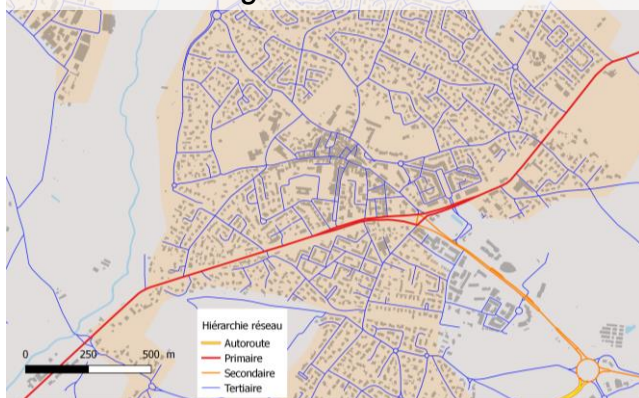 Hiérarchie réseau
Autoroute
Primaire
Secondaire
Tertiaire
0 250 500 m